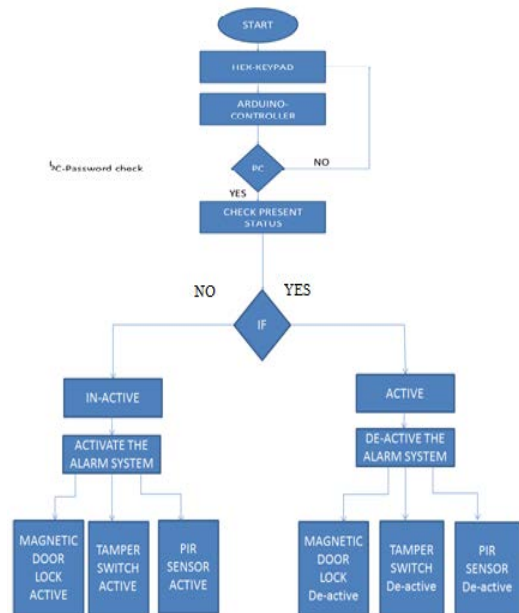 START
HEX-KEYPAD
ARDUINO-
CONTROLLER
PC-Password check
PC
NO
YES
CHECK PRESENT
STATUS
NO
YES
IF
IN-ACTIVE
ACTIVE
ACTIVATE THE
ALARM SYSTEM
DE-ACTIVE THE
ALARM SYSTEM
MAGNETIC
DOOR
LOCK
ACTIVE
TAMPER
SWITCH
ACTIVE
PIR
SENSOR
ACTIVE
MAGNETIC
DOOR
LOCK
De-active
TAMPER
SWITCH
De-active
PIR
SENSOR
De-active